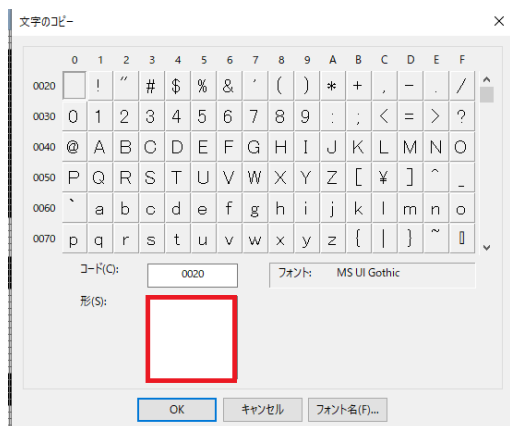 文字のコピー
0 1 2 3 4 5 6 7 8 9 A B C D E F
0020 ! " # $ % & ' ( ) * + , - . /
0030 0 1 2 3 4 5 6 7 8 9 : ; < = > ?
0040 @ A B C D E F G H I J K L M N O
0050 P Q R S T U V W X Y Z [ ¥ ] ^ _
0060 ` a b c d e f g h i j k l m n o
0070 p q r s t u v w x y z { | } ~ ▯
コード(C): 0020 フォント: MS UI Gothic
形(S):
OK キャンセル フォント名(F)...